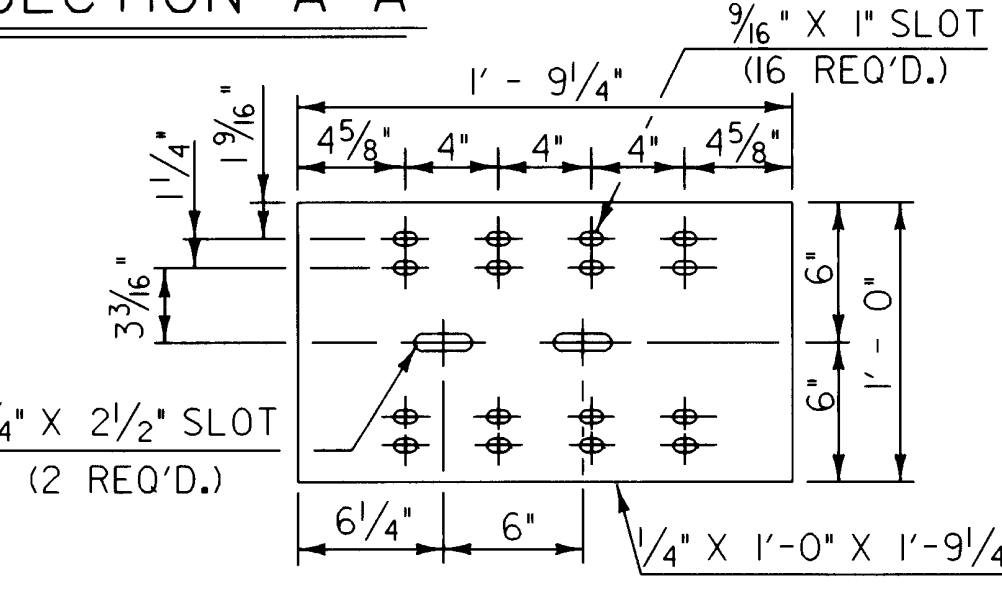 SECTION A-A
9/16" X 1" SLOT
(16 REQ'D.)
1' - 9 1/4"
4 5/8" 4" 4" 4" 4 5/8"
1 9/16"
1 1/4"
3 3/16"
6"
6"
1' - 0"
X 2 1/2" SLOT
(2 REQ'D.)
6 1/4" 6"
1/4" X 1'-0" X 1'-9 1/4